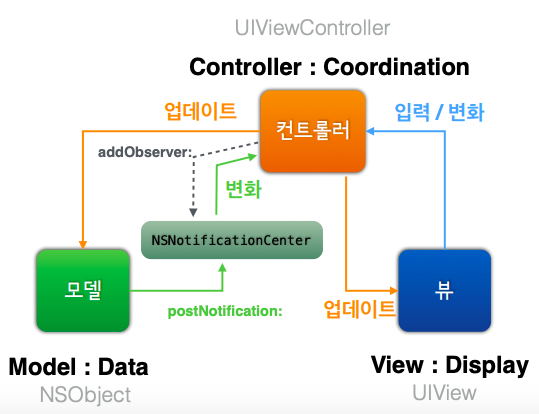 UIViewController
Controller : Coordination
업데이트
컨트롤러
입력 / 변화
addObserver:
변화
NSNotificationCenter
모델
postNotification:
업데이트
뷰
Model : Data
View : Display
NSObject
UIView